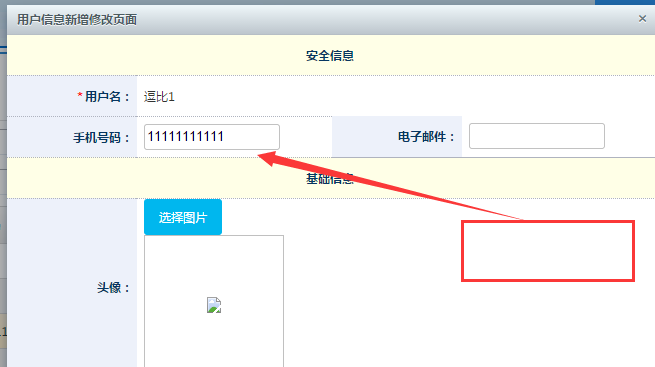 用户信息新增修改页面 ×
安全信息
*用户名： 逗比1
手机号码： 11111111111 电子邮件：
基础信息
选择图片
头像：